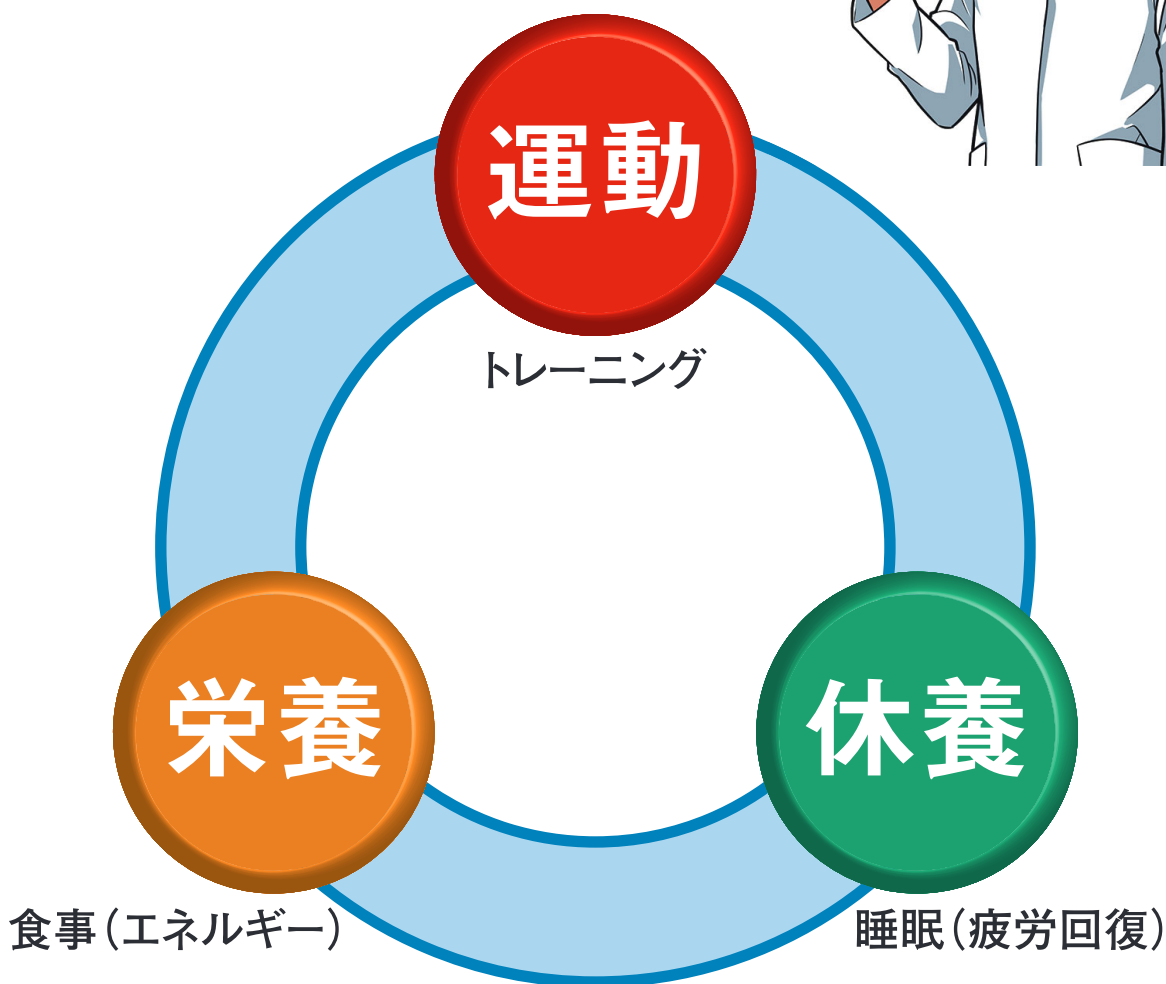 運動
トレーニング
栄養
休養
食事(エネルギー)
睡眠(疲労回復)